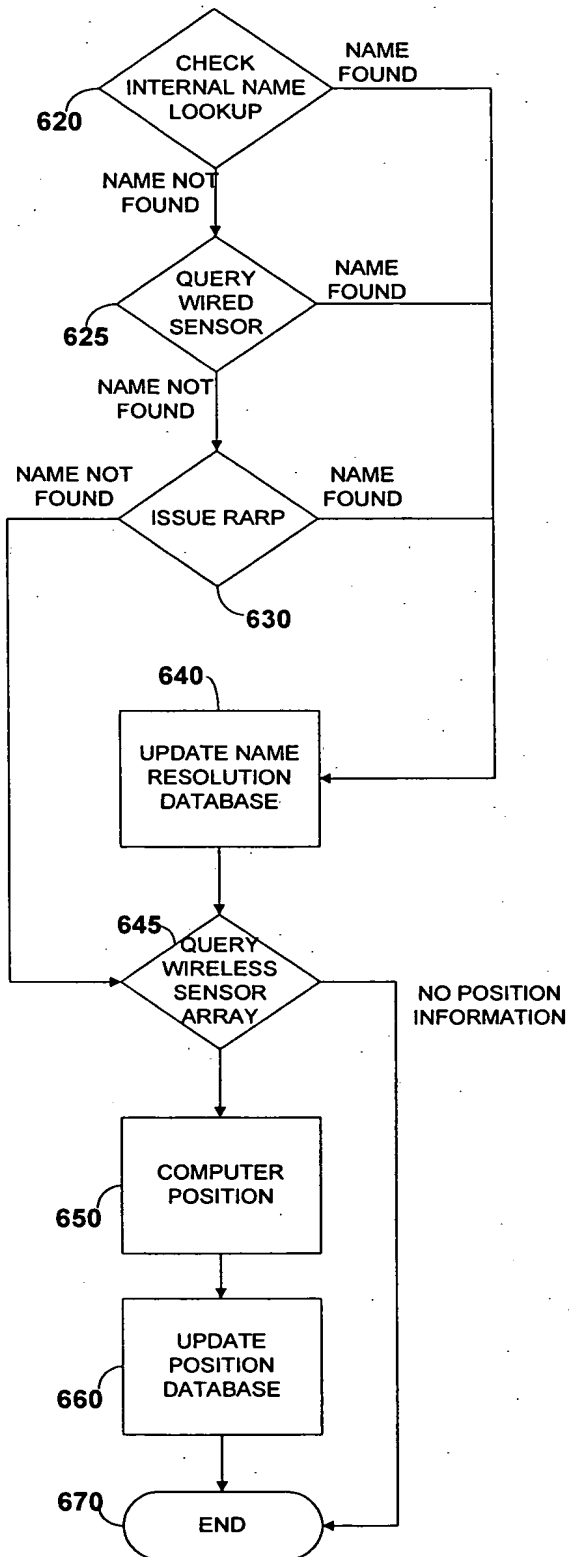 CHECK
INTERNAL NAME
LOOKUP
NAME
FOUND
620
NAME NOT
FOUND
QUERY
WIRED
SENSOR
NAME
FOUND
625
NAME NOT
FOUND
NAME NOT
FOUND
ISSUE RARP
NAME
FOUND
630
640
UPDATE NAME
RESOLUTION
DATABASE
645
QUERY
WIRELESS
SENSOR
ARRAY
NO POSITION
INFORMATION
COMPUTER
POSITION
650
UPDATE
POSITION
DATABASE
660
670
END